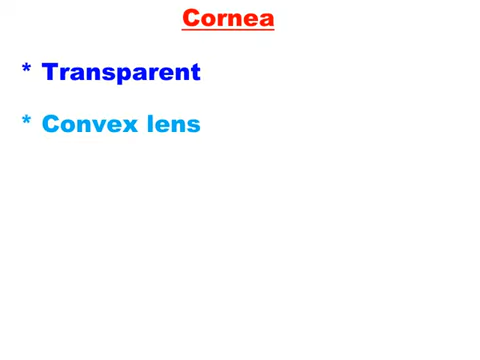 Cornea
* Transparent
* Convex lens